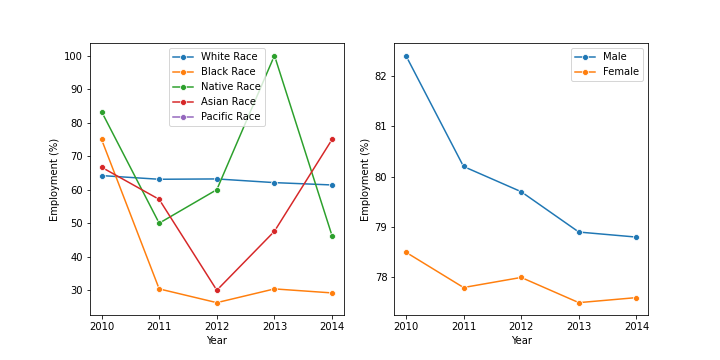 White Race
Black Race
Native Race
Asian Race
Pacific Race
100
90
80
70
60
50
40
30
Employment (%)
2010 2011 2012 2013 2014
Year
Male
Female
82
81
80
79
78
Employment (%)
2010 2011 2012 2013 2014
Year